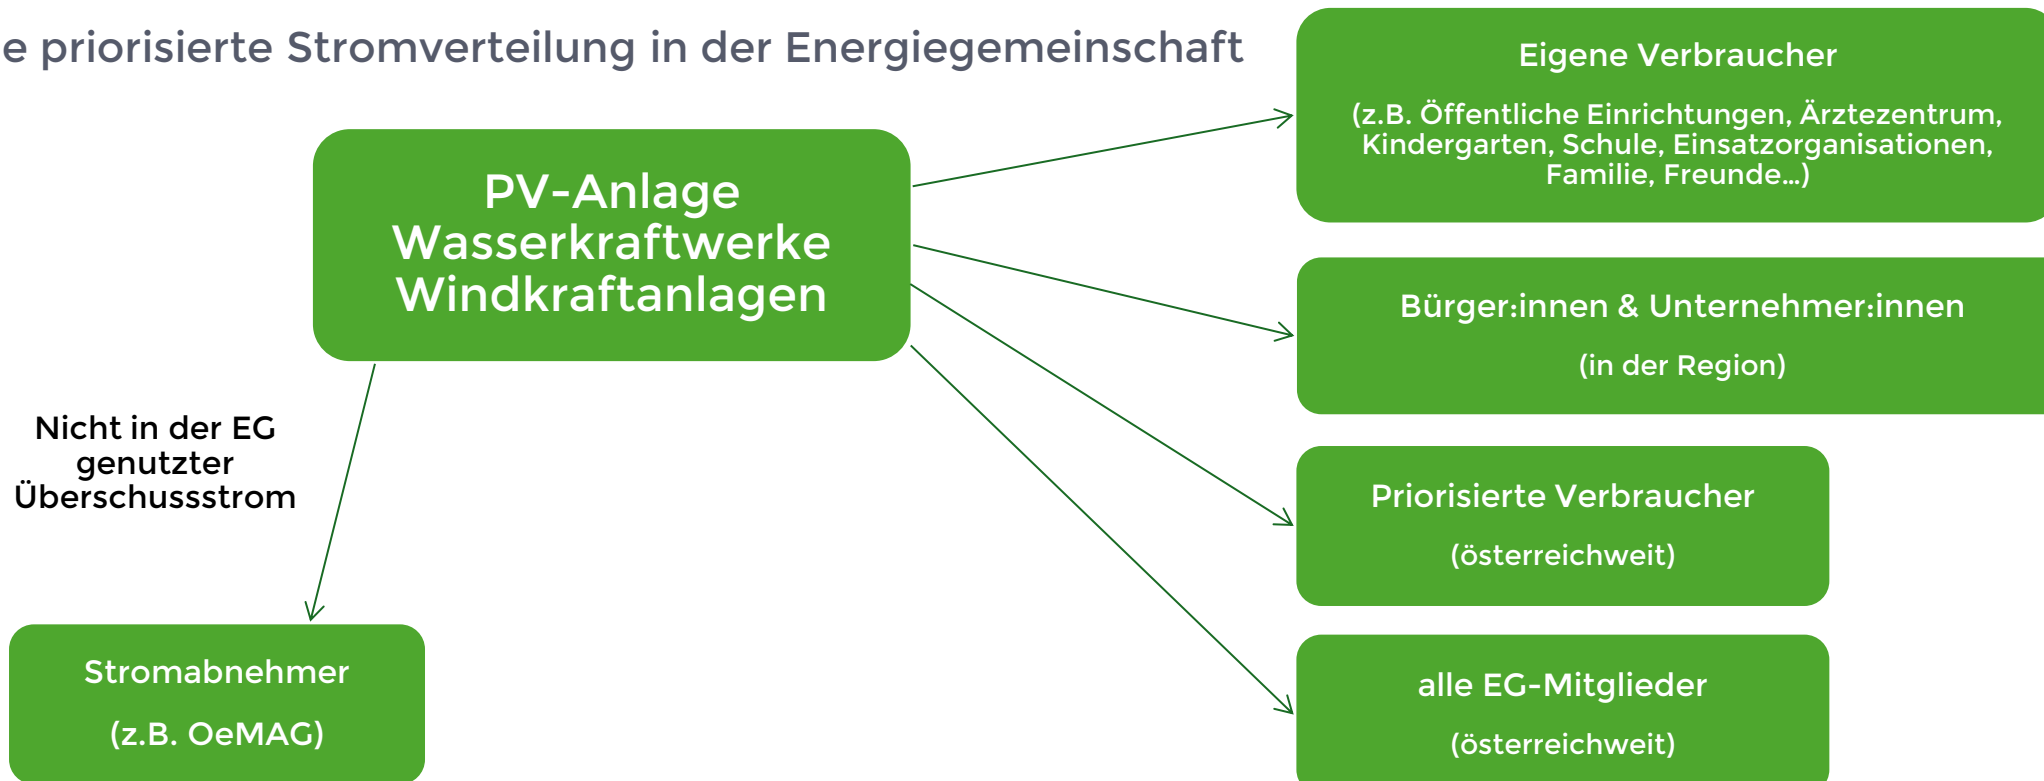 e priorisierte Stromverteilung in der Energiegemeinschaft
PV-Anlage
Wasserkraftwerke
Windkraftanlagen
Eigene Verbraucher
(z.B. Öffentliche Einrichtungen, Ärztezentrum,
Kindergarten, Schule, Einsatzorganisationen,
Familie, Freunde…)
Bürger:innen & Unternehmer:innen
(in der Region)
Priorisierte Verbraucher
(österreichweit)
alle EG-Mitglieder
(österreichweit)
Nicht in der EG
genutzter
Überschussstrom
Stromabnehmer
(z.B. OeMAG)